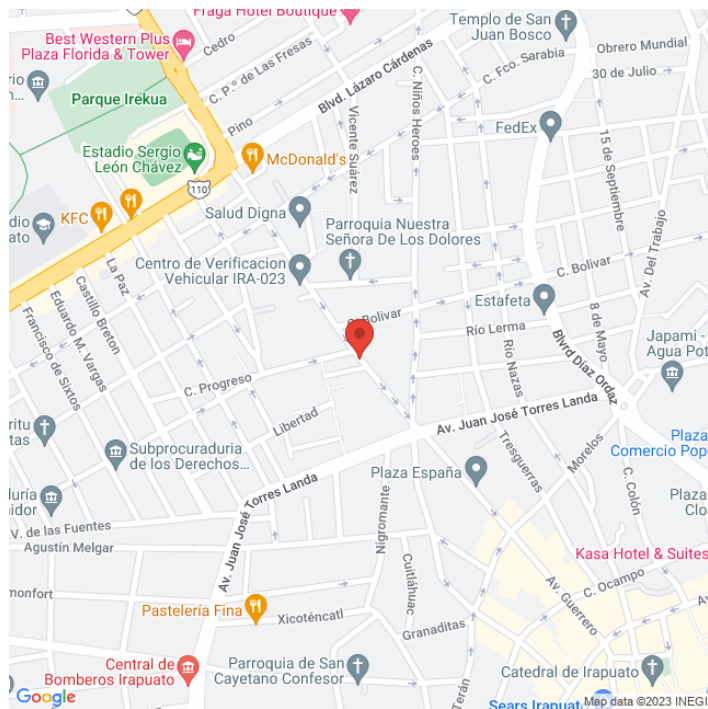 Praga Hotel Boutique
Templo de San
Juan Bosco
Best Western Plus
Plaza Florida & Tower
Cedro
C. P.º de Las Fresas
Blvd. Lázaro Cárdenas
C. Fco. Sarabia
Obrero Mundial
30 de Julio
Parque Irekua
Pino
Vicente Suárez
C. Niños Heroes
FedEx
15 de Septiembre
Estadio Sergio
León Chávez
McDonald's
110
KFC
Salud Digna
Parroquia Nuestra
Señora De Los Dolores
La Paz
Centro de Verificacion
Vehicular IRA-023
C. Bolivar
Av. Del Trabajo
Castillo Breton
Eduardo M. Vargas
Francisco de Sixtos
C. Bolivar
Estafeta
Río Lerma
8 de Mayo
Río Nazas
Blvrd Díaz Ordaz
Japami -
Agua Pot
C. Progreso
Libertad
Av. Juan José Torres Landa
Subprocuraduria
de los Derechos...
Tresguerras
Morelos
Plaza
Comercio Pop
Plaza España
C. Colón
Plaza
Clo
Av. Juan José Torres Landa
V. de las Fuentes
Agustín Melgar
Nigromante
Cuitláhuac
Kasa Hotel & Suites
C. Ocampo
Av. Guerrero
monfort
Pastelería Fina
Xicoténcatl
Granaditas
Terán
Central de
Bomberos Irapuato
Parroquia de San
Cayetano Confesor
Catedral de Irapuato
Sears Irapuato
Google
Map data ©2023 INEGI